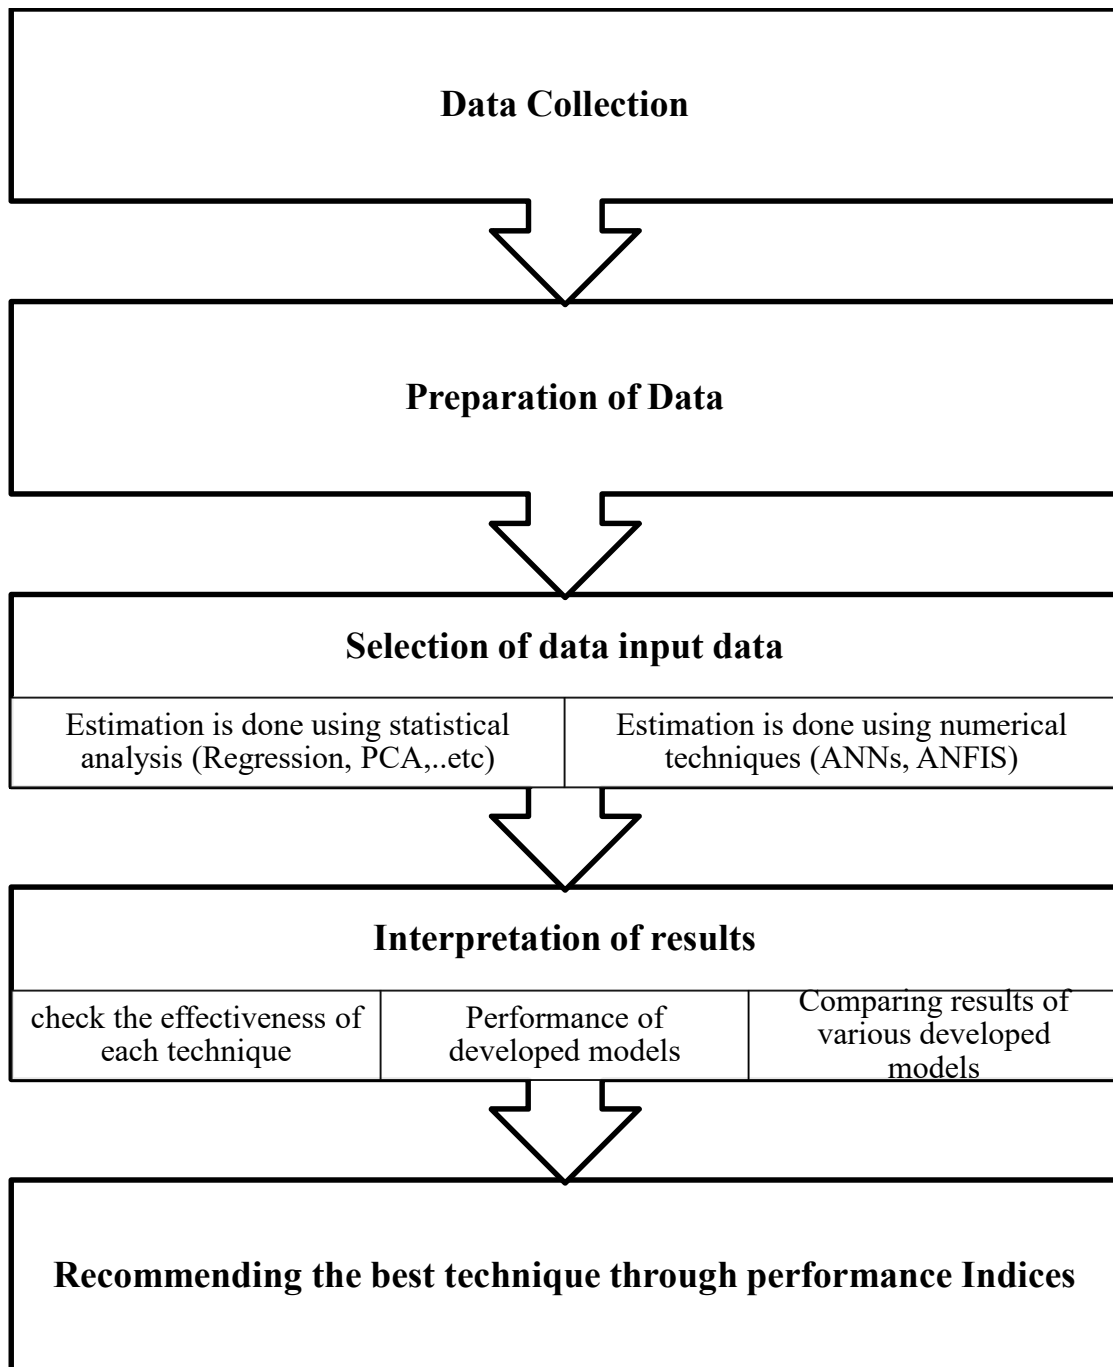 Data Collection
Preparation of Data
Selection of data input data
Estimation is done using statistical
analysis (Regression, PCA,..etc)
Estimation is done using numerical
techniques (ANNs, ANFIS)
Interpretation of results
check the effectiveness of
each technique
Performance of
developed models
Comparing results of
various developed
models
Recommending the best technique through performance Indices